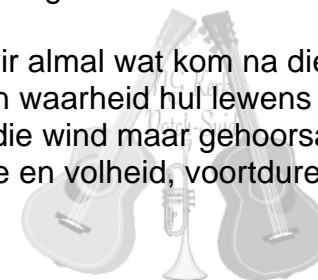 ir almal wat kom na die
n waarheid hul lewens
die wind maar gehoorsa
e en volheid, voortdure